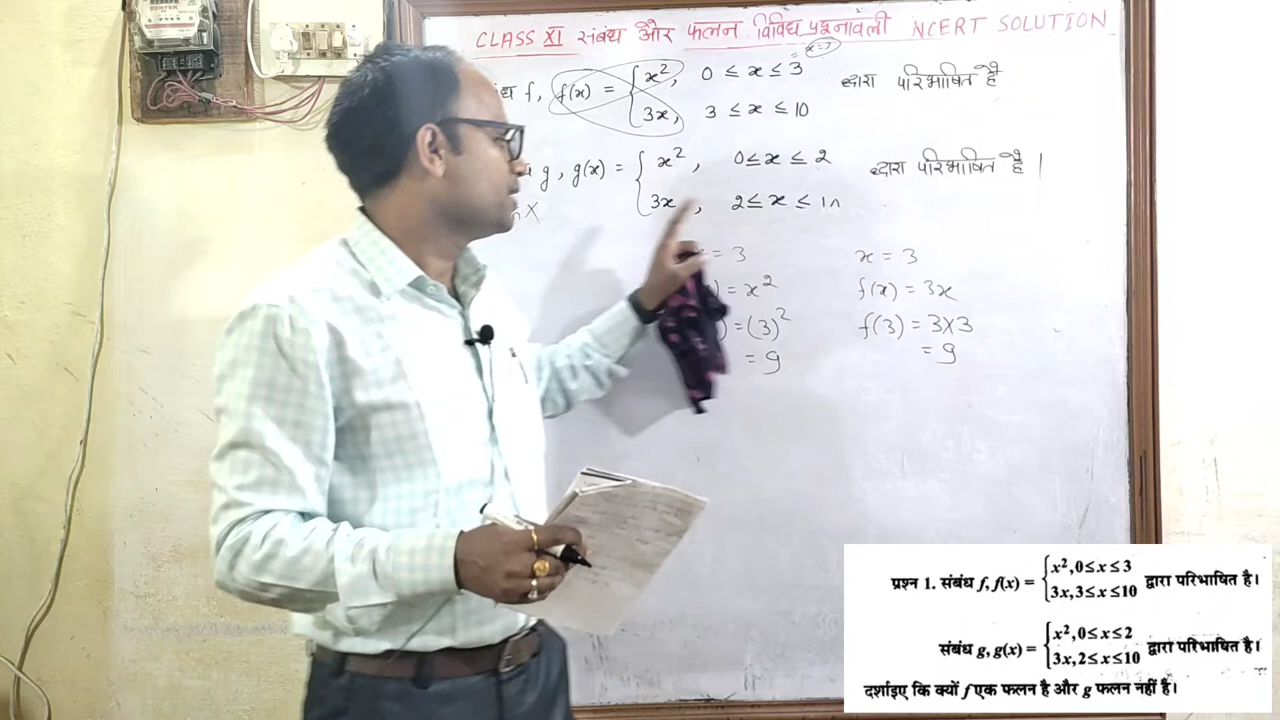 CLASS XI संबंध और फलन विविध प्रश्नावली NCERT SOLUTION
x=3
f, f(x) = { x², 0 ≤ x ≤ 3 द्वारा परिभाषित है
3x, 3 ≤ x ≤ 10
g, g(x) = { x², 0 ≤ x ≤ 2 द्वारा परिभाषित है |
3x, 2 ≤ x ≤ 10
= 3
= x²
= (3)²
= 9
x = 3
f(x) = 3x
f(3) = 3×3
= 9
प्रश्न 1. संबंध f, f(x) = { x², 0≤x≤3 द्वारा परिभाषित है।
3x, 3≤x≤10
संबंध g, g(x) = { x², 0≤x≤2 द्वारा परिभाषित है।
3x, 2≤x≤10
दर्शाइए कि क्यों f एक फलन है और g फलन नहीं है।